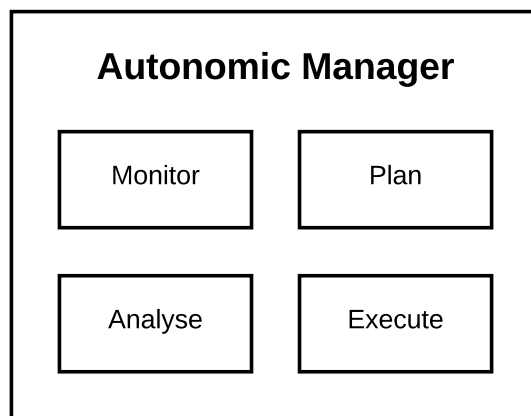 Autonomic Manager
Monitor
Plan
Analyse
Execute